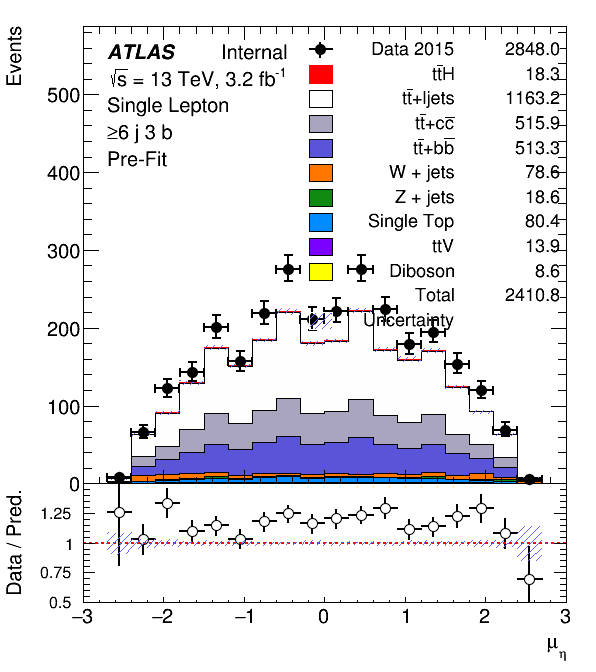 Events
ATLAS Internal
√s = 13 TeV, 3.2 fb⁻¹
Single Lepton
≥6 j 3 b
Pre-Fit
Data 2015 2848.0
tt̄H 18.3
tt̄+ljets 1163.2
tt̄+cc̄ 515.9
tt̄+bb̄ 513.3
W + jets 78.6
Z + jets 18.6
Single Top 80.4
ttV 13.9
Diboson 8.6
Total 2410.8
Uncertainty
500
400
300
200
100
0
Data / Pred.
1.25
1
0.75
0.5
−3 −2 −1 0 1 2 3
μη